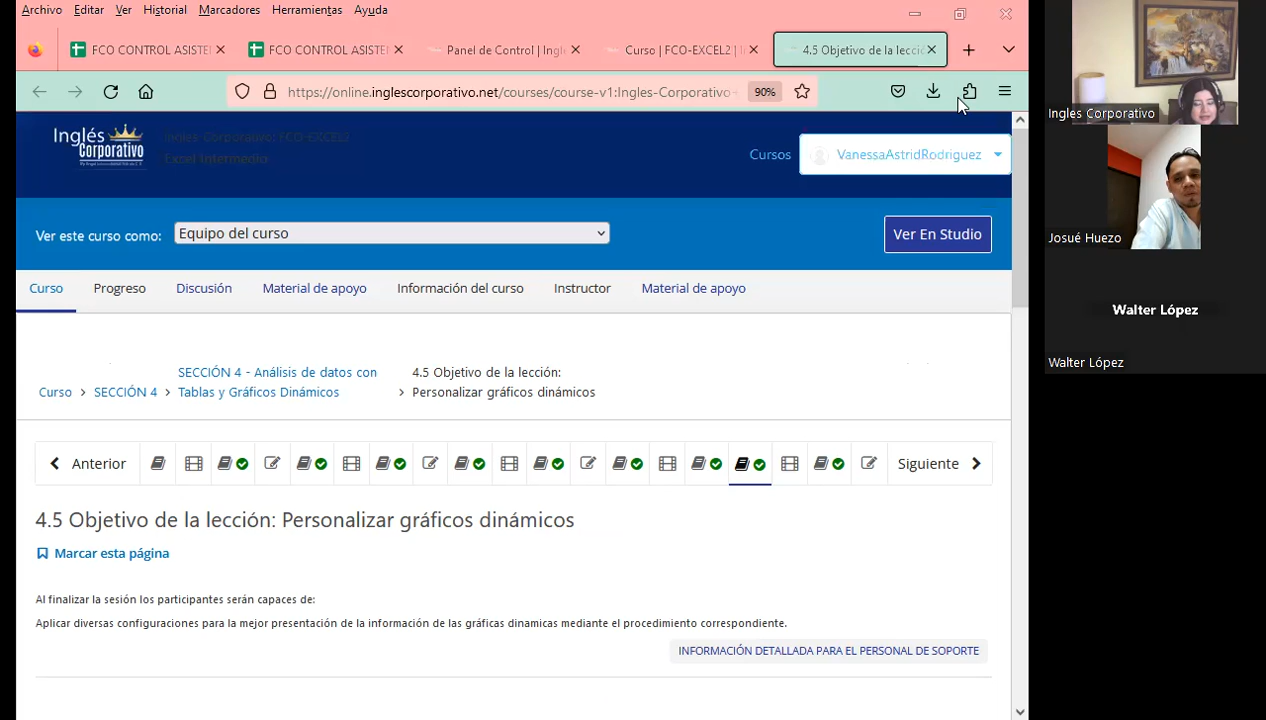 Archivo Editar Ver Historial Marcadores Herramientas Ayuda
FCO CONTROL ASISTE
FCO CONTROL ASISTE
Panel de Control | Ingl
Curso | FCO-EXCEL2 | I
4.5 Objetivo de la lecci
https://online.inglescorporativo.net/courses/course-v1:Ingles-Corporativo
90%
Inglés
Corporativo
Ingles-Corporativo: FCO-EXCEL2
Excel Intermedio
Cursos
VanessaAstridRodriguez
Ver este curso como:
Equipo del curso
Ver En Studio
Curso Progreso Discusión Material de apoyo Información del curso Instructor Material de apoyo
Curso > SECCIÓN 4 > SECCIÓN 4 - Análisis de datos con
Tablas y Gráficos Dinámicos > 4.5 Objetivo de la lección:
Personalizar gráficos dinámicos
Anterior
Siguiente
4.5 Objetivo de la lección: Personalizar gráficos dinámicos
Marcar esta página
Al finalizar la sesión los participantes serán capaces de:
Aplicar diversas configuraciones para la mejor presentación de la información de las gráficas dinamicas mediante el procedimiento correspondiente.
INFORMACIÓN DETALLADA PARA EL PERSONAL DE SOPORTE
Ingles Corporativo
Josué Huezo
Walter López
Walter López